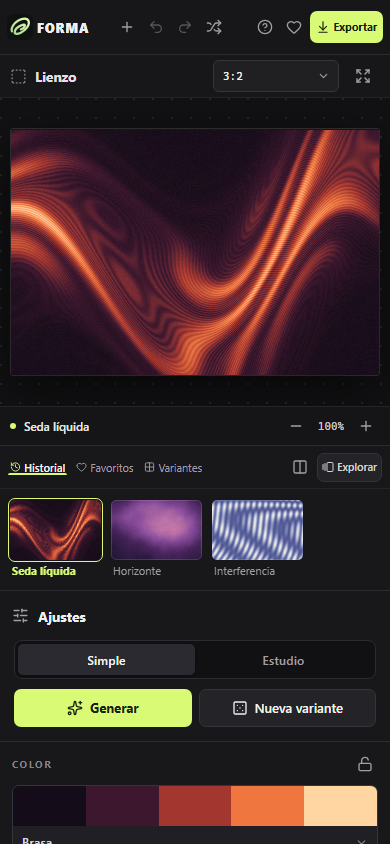 FORMA
Exportar
Lienzo
3:2
Seda líquida
100%
Historial
Favoritos
Variantes
Explorar
Seda líquida
Horizonte
Interferencia
Ajustes
Simple
Estudio
Generar
Nueva variante
COLOR
Brasa